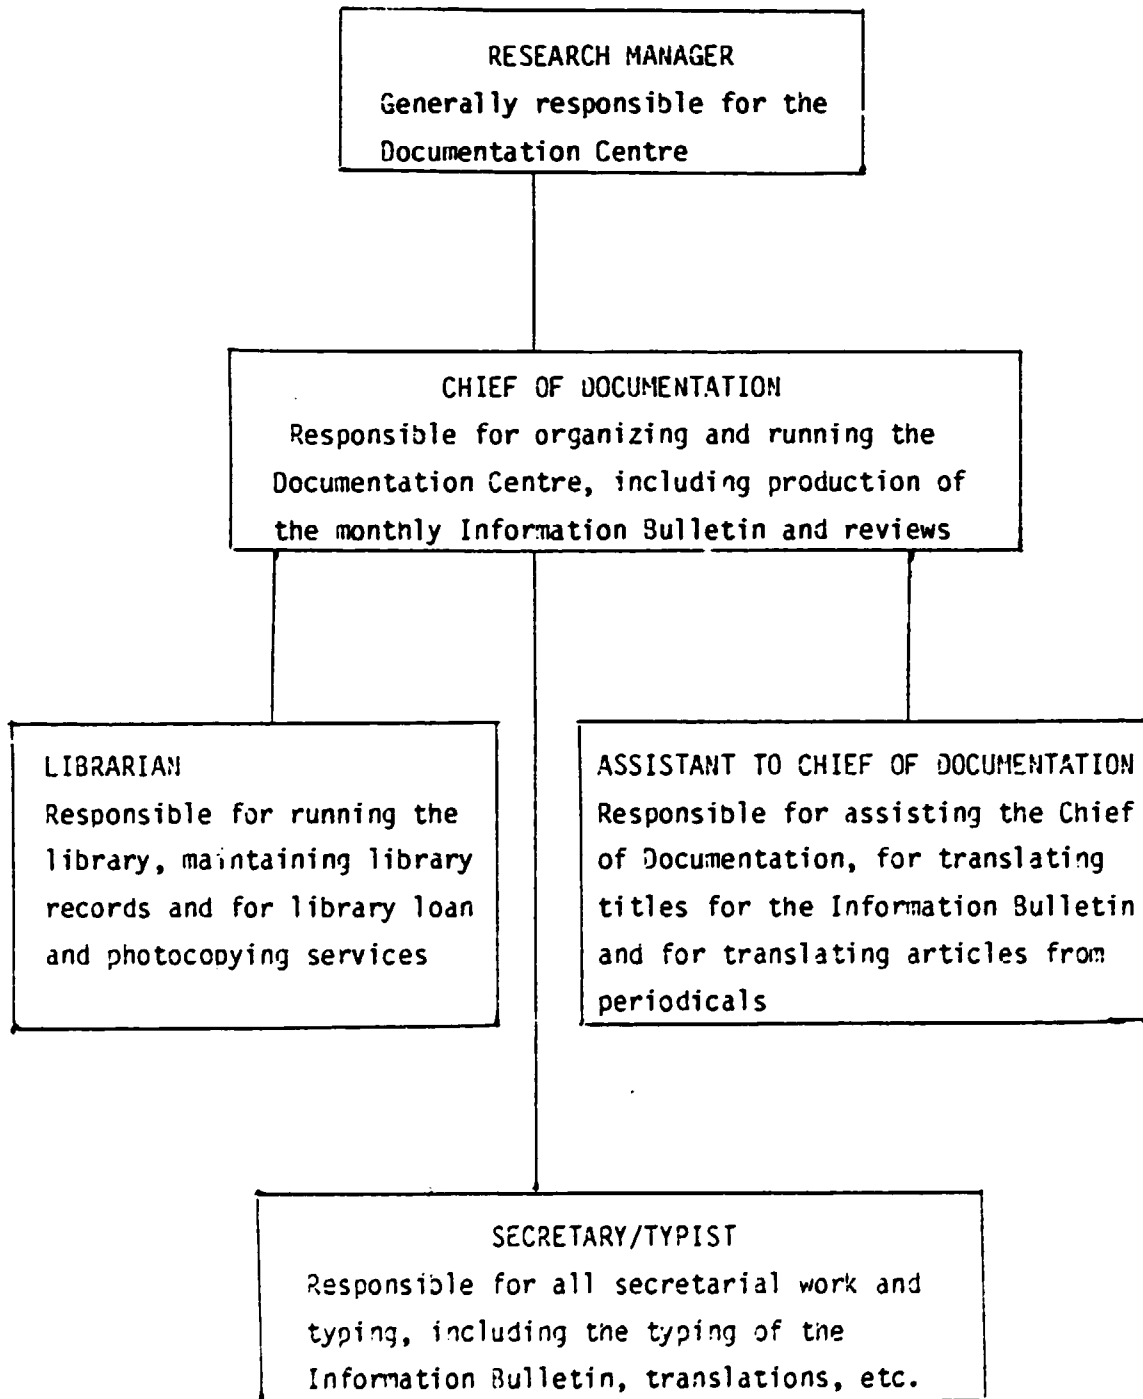 RESEARCH MANAGER
Generally responsible for the
Documentation Centre
CHIEF OF DOCUMENTATION
Responsible for organizing and running the
Documentation Centre, including production of
the monthly Information Bulletin and reviews
LIBRARIAN
Responsible for running the
library, maintaining library
records and for library loan
and photocopying services
ASSISTANT TO CHIEF OF DOCUMENTATION
Responsible for assisting the Chief
of Documentation, for translating
titles for the Information Bulletin
and for translating articles from
periodicals
SECRETARY/TYPIST
Responsible for all secretarial work and
typing, including the typing of the
Information Bulletin, translations, etc.